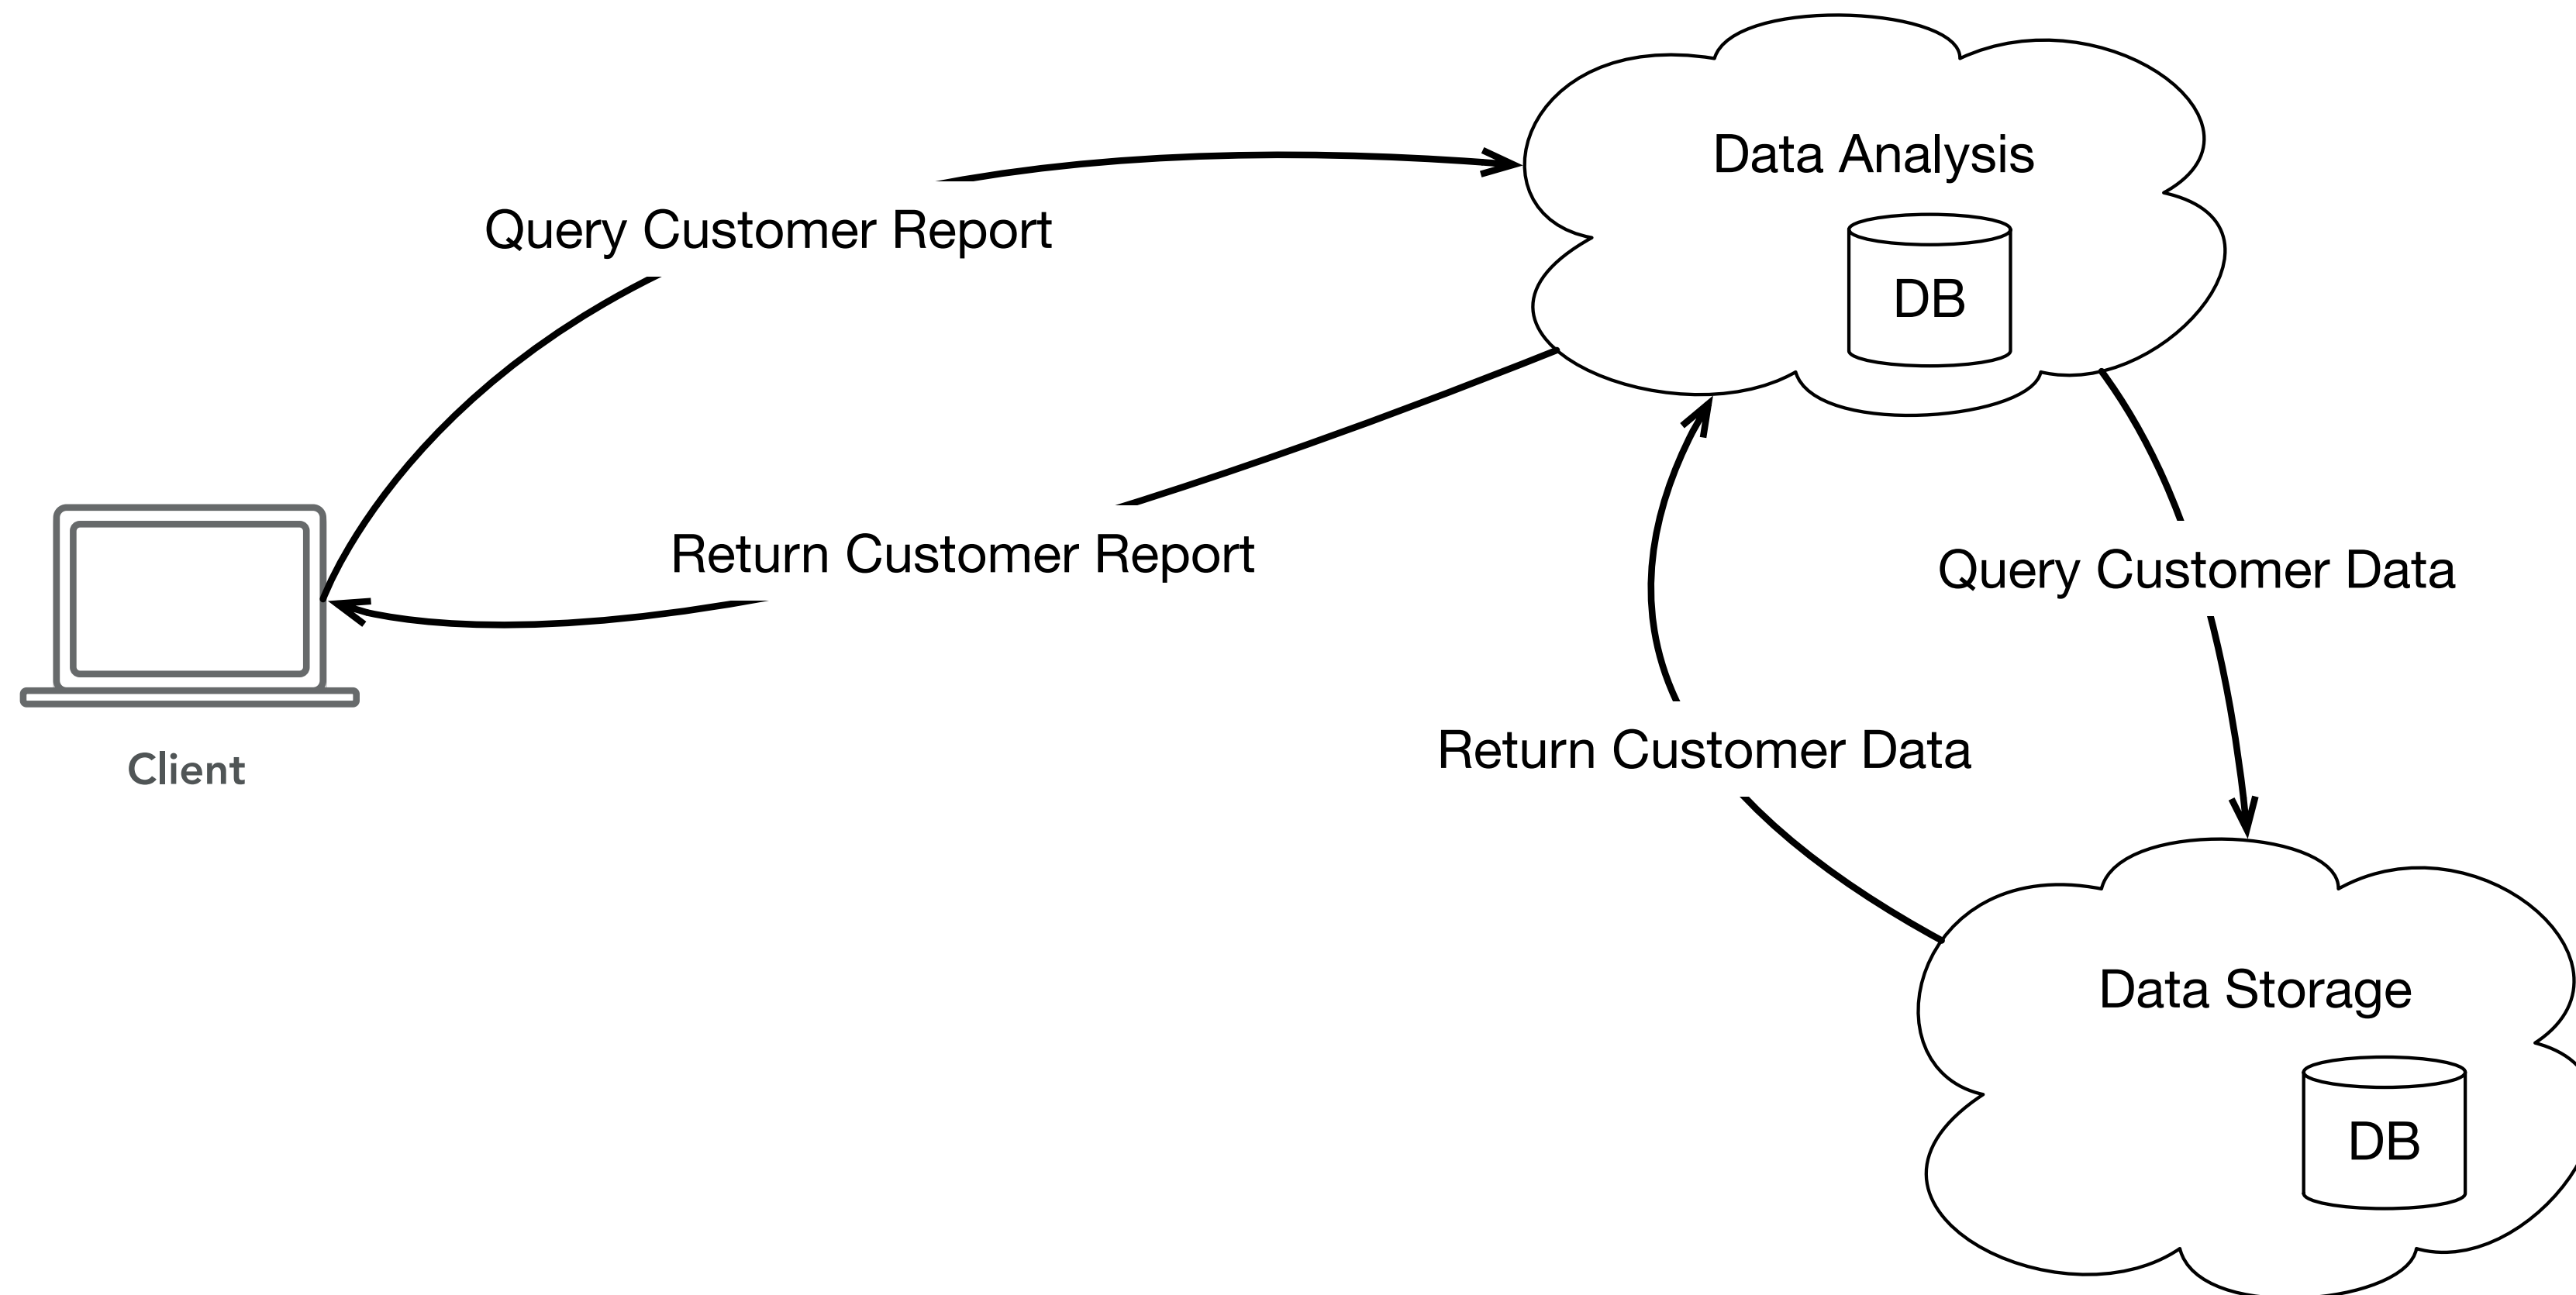 Data Analysis
Query Customer Report
DB
Return Customer Report
Query Customer Data
Return Customer Data
Client
Data Storage
DB